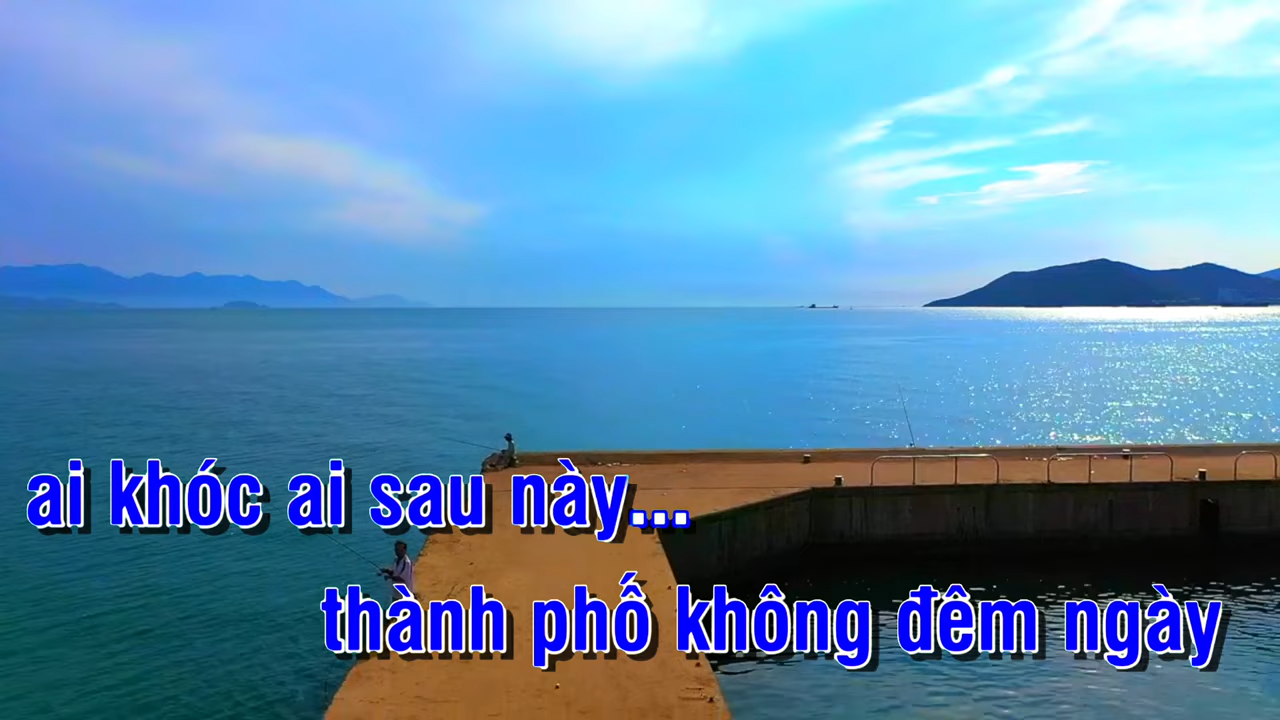 ai khóc ai sau này...
thành phố không đêm ngày